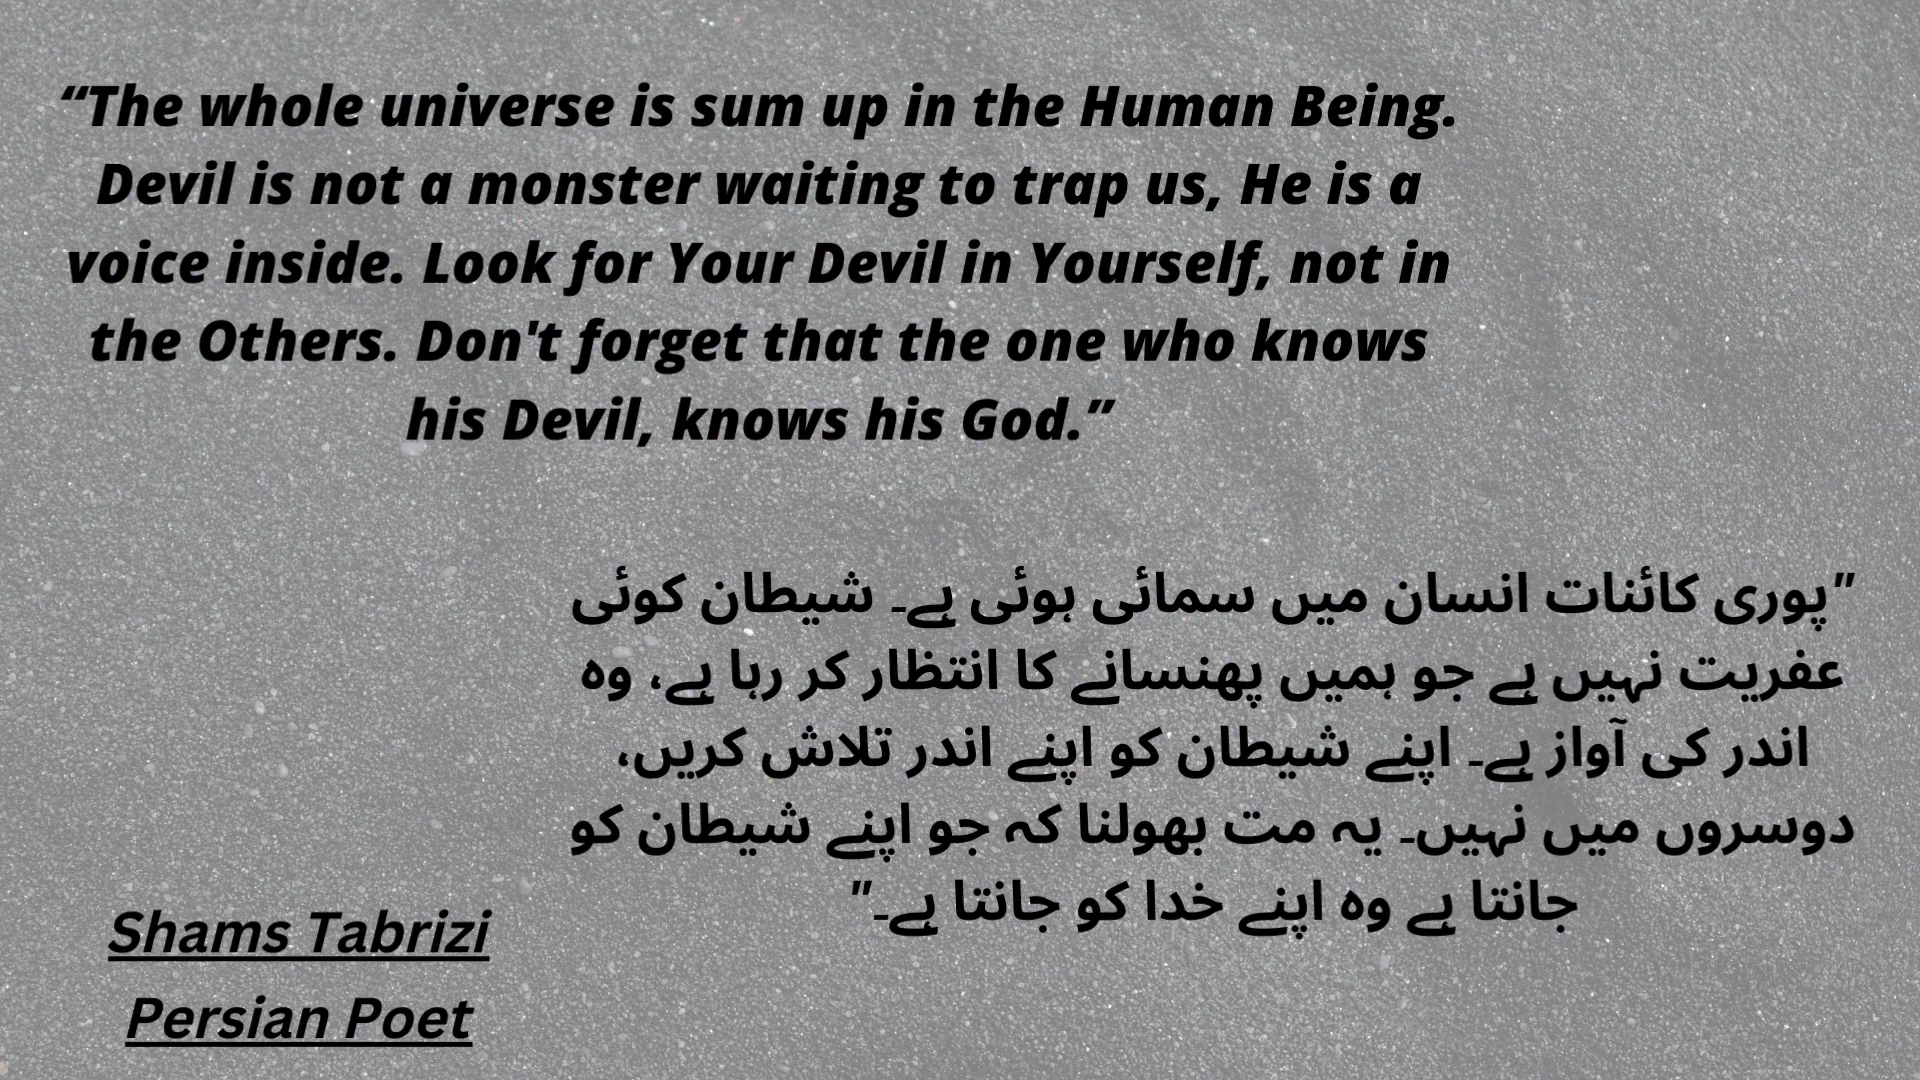 “The whole universe is sum up in the Human Being.
Devil is not a monster waiting to trap us, He is a
voice inside. Look for Your Devil in Yourself, not in
the Others. Don't forget that the one who knows
his Devil, knows his God.”
"پوری کائنات انسان میں سمائی ہوئی ہے۔ شیطان کوئی
عفریت نہیں ہے جو ہمیں پھنسانے کا انتظار کر رہا ہے، وہ
اندر کی آواز ہے۔ اپنے شیطان کو اپنے اندر تلاش کریں،
دوسروں میں نہیں۔ یہ مت بھولنا کہ جو اپنے شیطان کو
جانتا ہے وہ اپنے خدا کو جانتا ہے۔"
Shams Tabrizi
Persian Poet